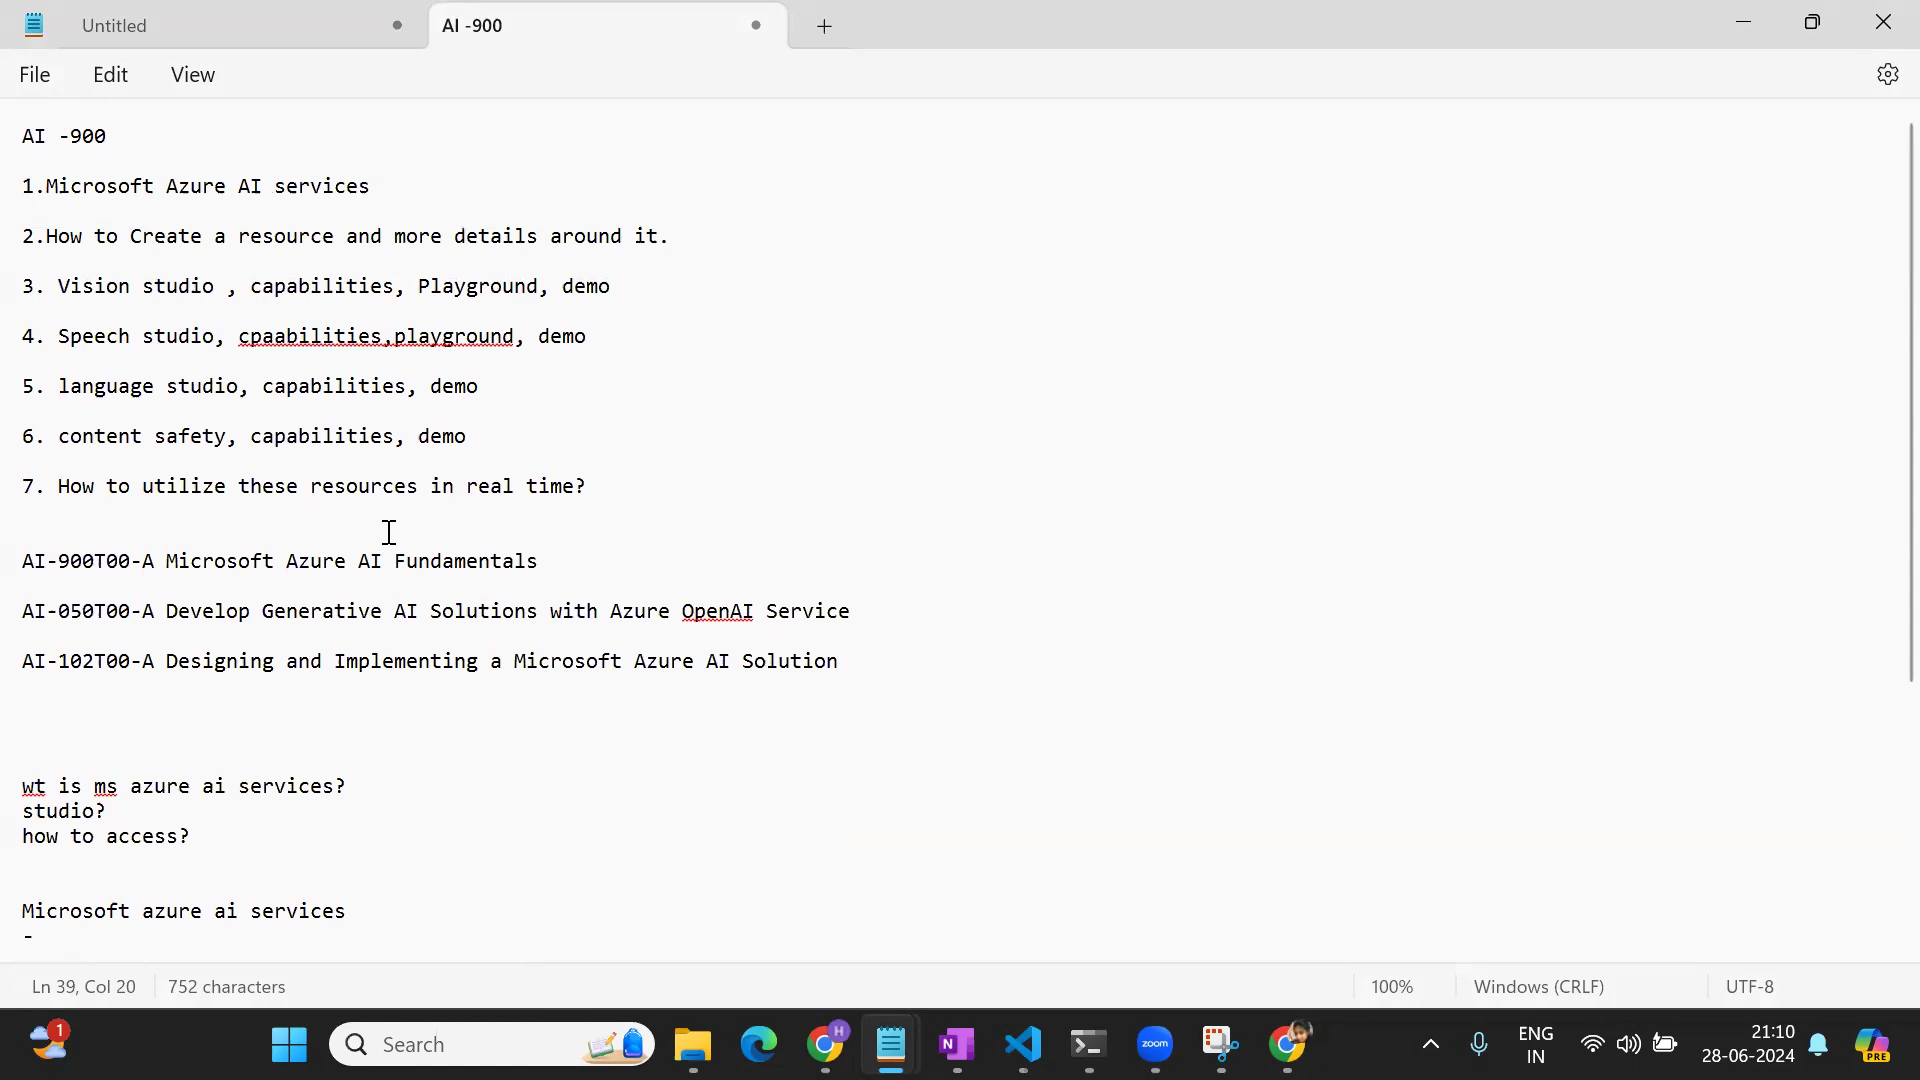 Untitled
AI -900
File Edit View
AI -900
1.Microsoft Azure AI services
2.How to Create a resource and more details around it.
3. Vision studio , capabilities, Playground, demo
4. Speech studio, cpaabilities,playground, demo
5. language studio, capabilities, demo
6. content safety, capabilities, demo
7. How to utilize these resources in real time?
AI-900T00-A Microsoft Azure AI Fundamentals
AI-050T00-A Develop Generative AI Solutions with Azure OpenAI Service
AI-102T00-A Designing and Implementing a Microsoft Azure AI Solution
wt is ms azure ai services?
studio?
how to access?
Microsoft azure ai services
-
Ln 39, Col 20 752 characters 100% Windows (CRLF) UTF-8
1
Search
H
N
zoom
ENG
IN
21:10
28-06-2024
PRE